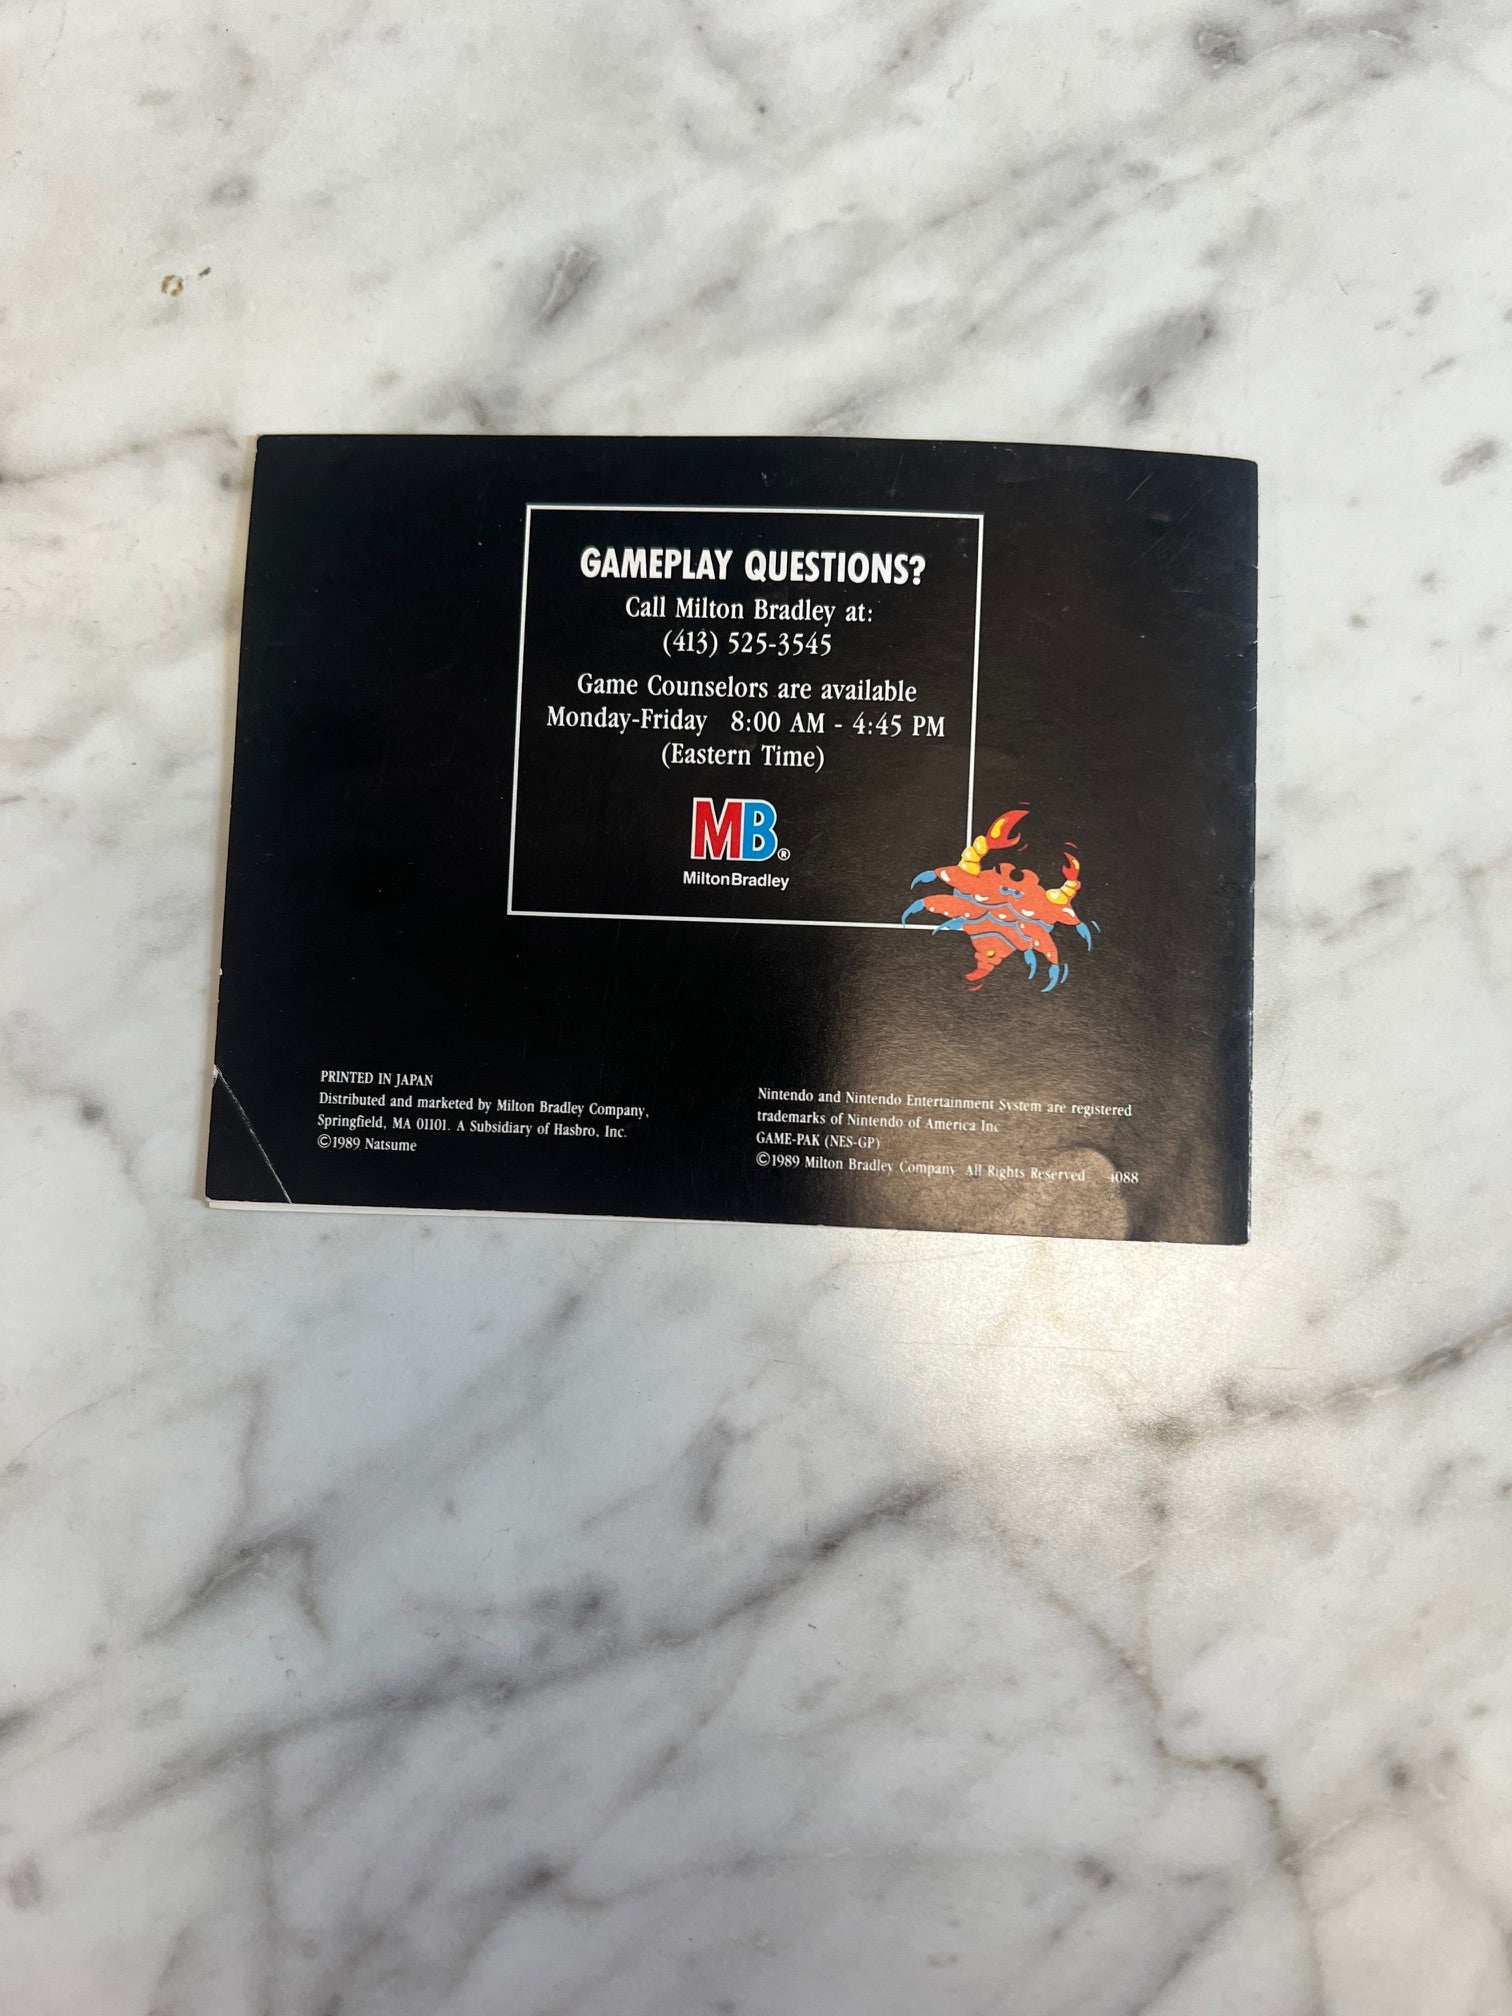 GAMEPLAY QUESTIONS?
Call Milton Bradley at:
(413) 525-3545
Game Counselors are available
Monday-Friday 8:00 AM - 4:45 PM
(Eastern Time)
MB®
MiltonBradley
PRINTED IN JAPAN
Distributed and marketed by Milton Bradley Company,
Springfield, MA 01101. A Subsidiary of Hasbro, Inc.
©1989 Natsume
Nintendo and Nintendo Entertainment System are registered
trademarks of Nintendo of America Inc
GAME-PAK (NES-GP)
©1989 Milton Bradley Company All Rights Reserved 4088